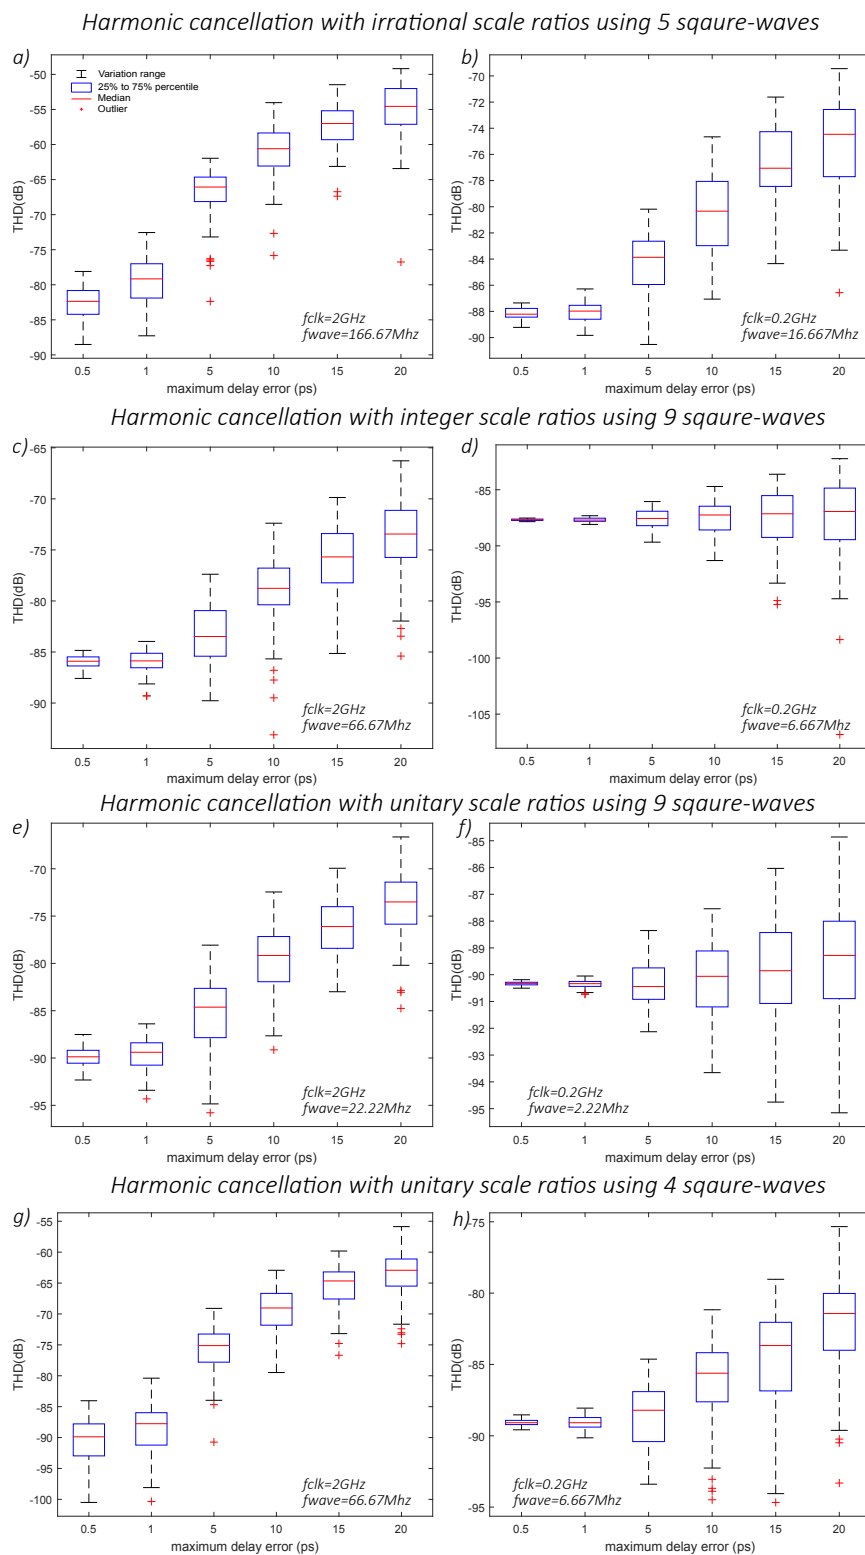 Harmonic cancellation with irrational scale ratios using 5 sqaure-waves
a)
Variation range
25% to 75% percentile
Median
Outlier
-50
-55
-60
-65
-70
-75
-80
-85
-90
THD(dB)
fclk=2GHz
fwave=166.67Mhz
0.5 1 5 10 15 20
maximum delay error (ps)
b)
-70
-72
-74
-76
-78
-80
-82
-84
-86
-88
-90
THD(dB)
fclk=0.2GHz
fwave=16.667Mhz
0.5 1 5 10 15 20
maximum delay error (ps)
Harmonic cancellation with integer scale ratios using 9 sqaure-waves
c)
-65
-70
-75
-80
-85
-90
THD(dB)
fclk=2GHz
fwave=66.67Mhz
0.5 1 5 10 15 20
maximum delay error (ps)
d)
-85
-90
-95
-100
-105
THD(dB)
fclk=0.2GHz
fwave=6.667Mhz
0.5 1 5 10 15 20
maximum delay error (ps)
Harmonic cancellation with unitary scale ratios using 9 sqaure-waves
e)
-70
-75
-80
-85
-90
-95
THD(dB)
fclk=2GHz
fwave=22.22Mhz
0.5 1 5 10 15 20
maximum delay error (ps)
f)
-85
-86
-87
-88
-89
-90
-91
-92
-93
-94
-95
THD(dB)
fclk=0.2GHz
fwave=2.22Mhz
0.5 1 5 10 15 20
maximum delay error (ps)
Harmonic cancellation with unitary scale ratios using 4 sqaure-waves
g)
-55
-60
-65
-70
-75
-80
-85
-90
-95
-100
THD(dB)
fclk=2GHz
fwave=66.67Mhz
0.5 1 5 10 15 20
maximum delay error (ps)
h)
-75
-80
-85
-90
-95
THD(dB)
fclk=0.2GHz
fwave=6.667Mhz
0.5 1 5 10 15 20
maximum delay error (ps)